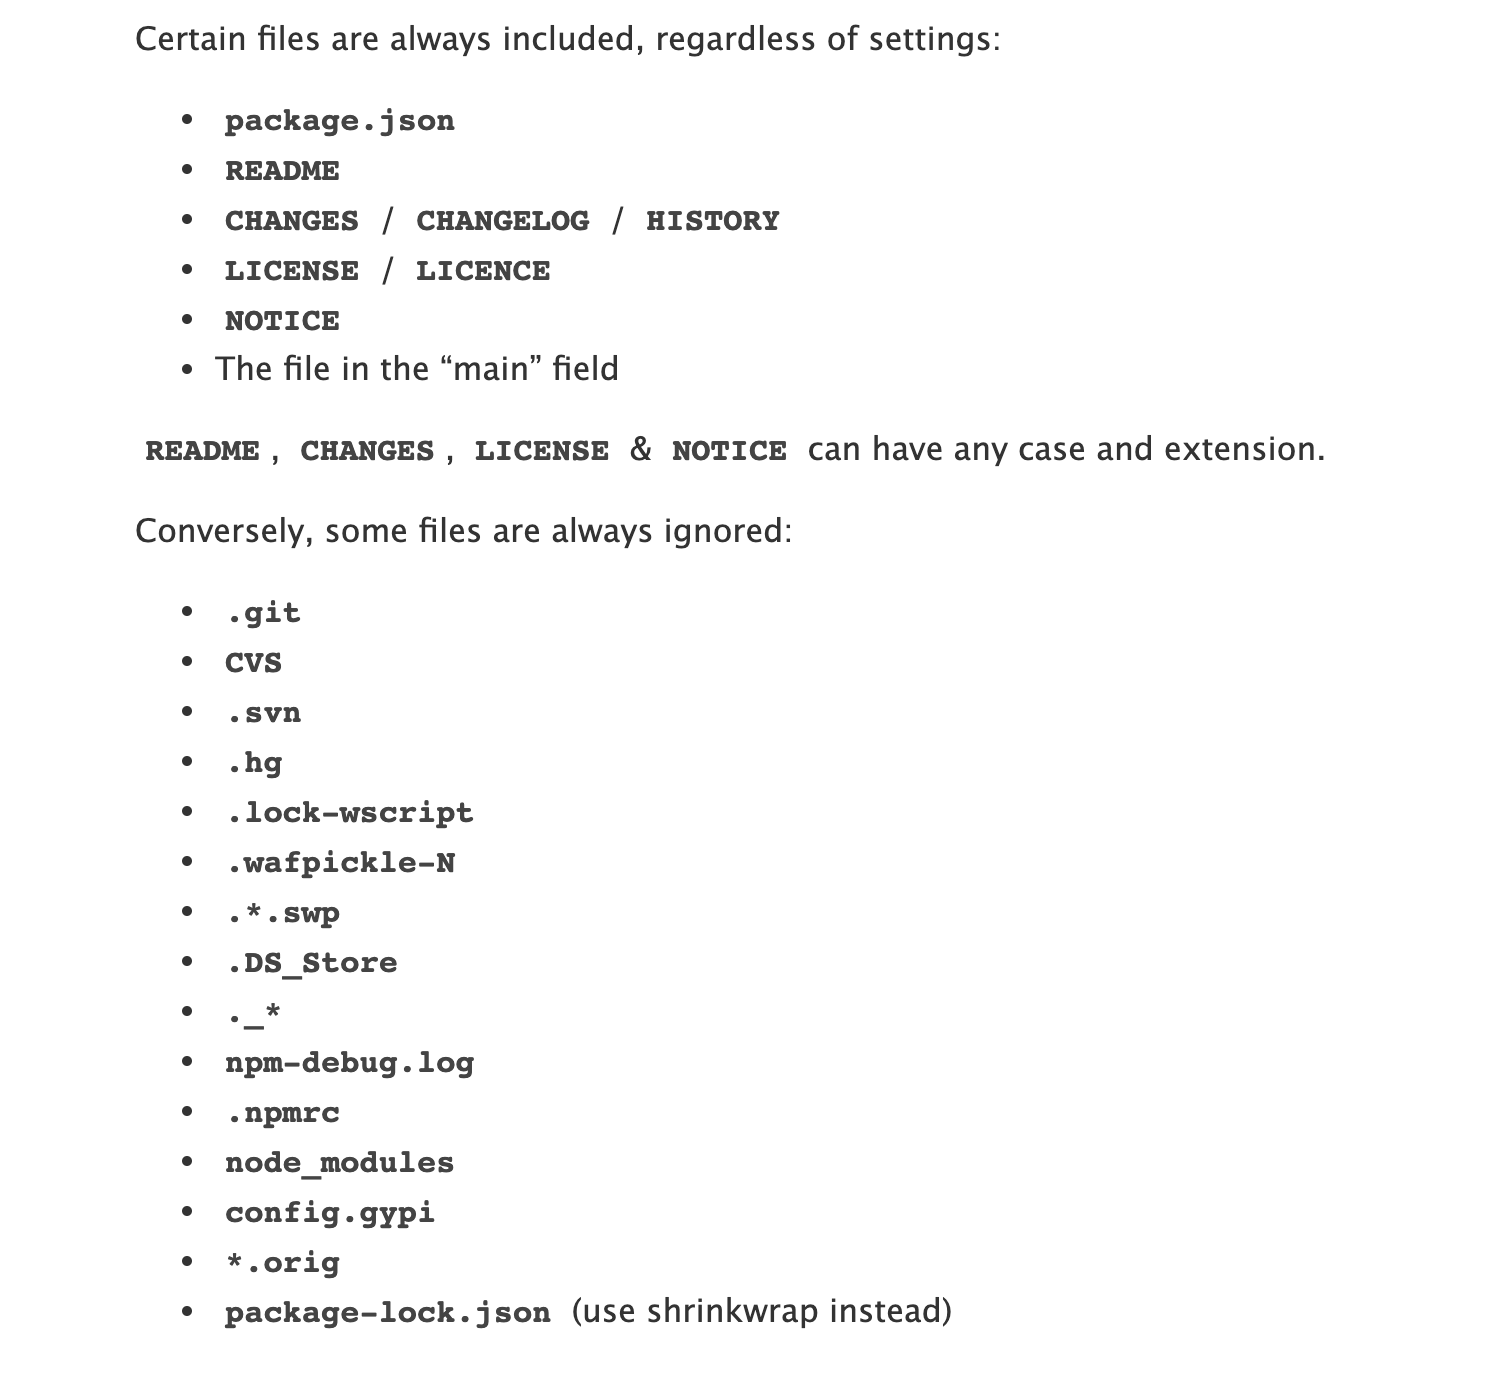 Certain files are always included, regardless of settings:
• package.json
• README
• CHANGES / CHANGELOG / HISTORY
• LICENSE / LICENCE
• NOTICE
• The file in the “main” field
README , CHANGES , LICENSE & NOTICE can have any case and extension.
Conversely, some files are always ignored:
• .git
• CVS
• .svn
• .hg
• .lock-wscript
• .wafpickle-N
• .*.swp
• .DS_Store
• ._*
• npm-debug.log
• .npmrc
• node_modules
• config.gypi
• *.orig
• package-lock.json (use shrinkwrap instead)